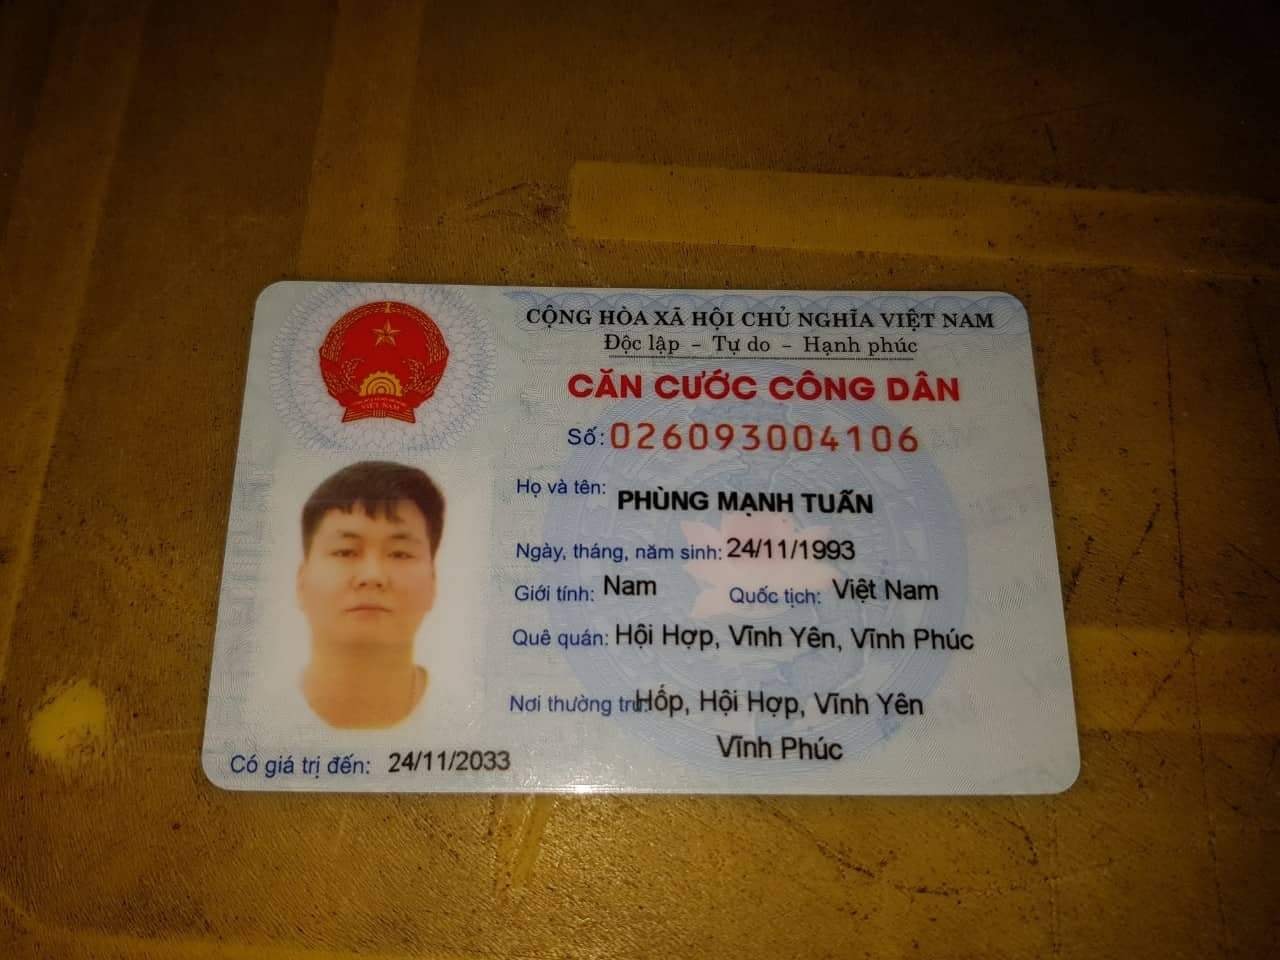 CỘNG HÒA XÃ HỘI CHỦ NGHĨA VIỆT NAM
Độc lập - Tự do - Hạnh phúc
CĂN CƯỚC CÔNG DÂN
Số: 026093004106
Họ và tên: PHÙNG MẠNH TUẤN
Ngày, tháng, năm sinh: 24/11/1993
Giới tính: Nam Quốc tịch: Việt Nam
Quê quán: Hội Hợp, Vĩnh Yên, Vĩnh Phúc
Nơi thường trú: Hốp, Hội Hợp, Vĩnh Yên
Vĩnh Phúc
Có giá trị đến: 24/11/2033
VIỆT NAM